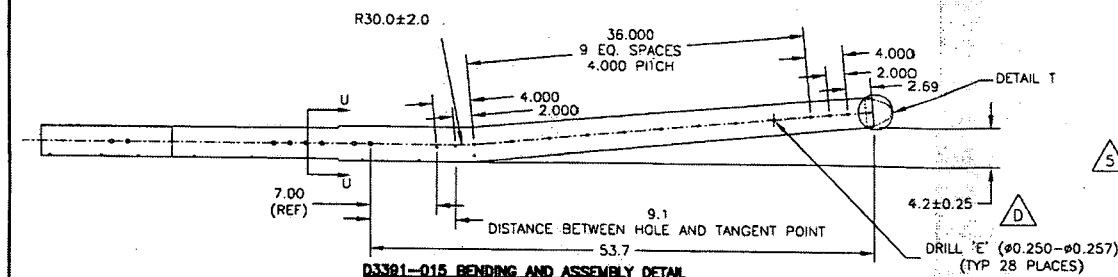 R30.0±2.0
36.000
9 EQ. SPACES
4.000 PITCH
4.000
2.000
2.69
DETAIL T
4.000
2.000
U
U
7.00
(REF)
9.1
DISTANCE BETWEEN HOLE AND TANGENT POINT
53.7
4.2±0.25
S
D
DRILL 'E' (ø0.250-ø0.257)
(TYP 28 PLACES)
D3391-015 BENDING AND ASSEMBLY DETAIL